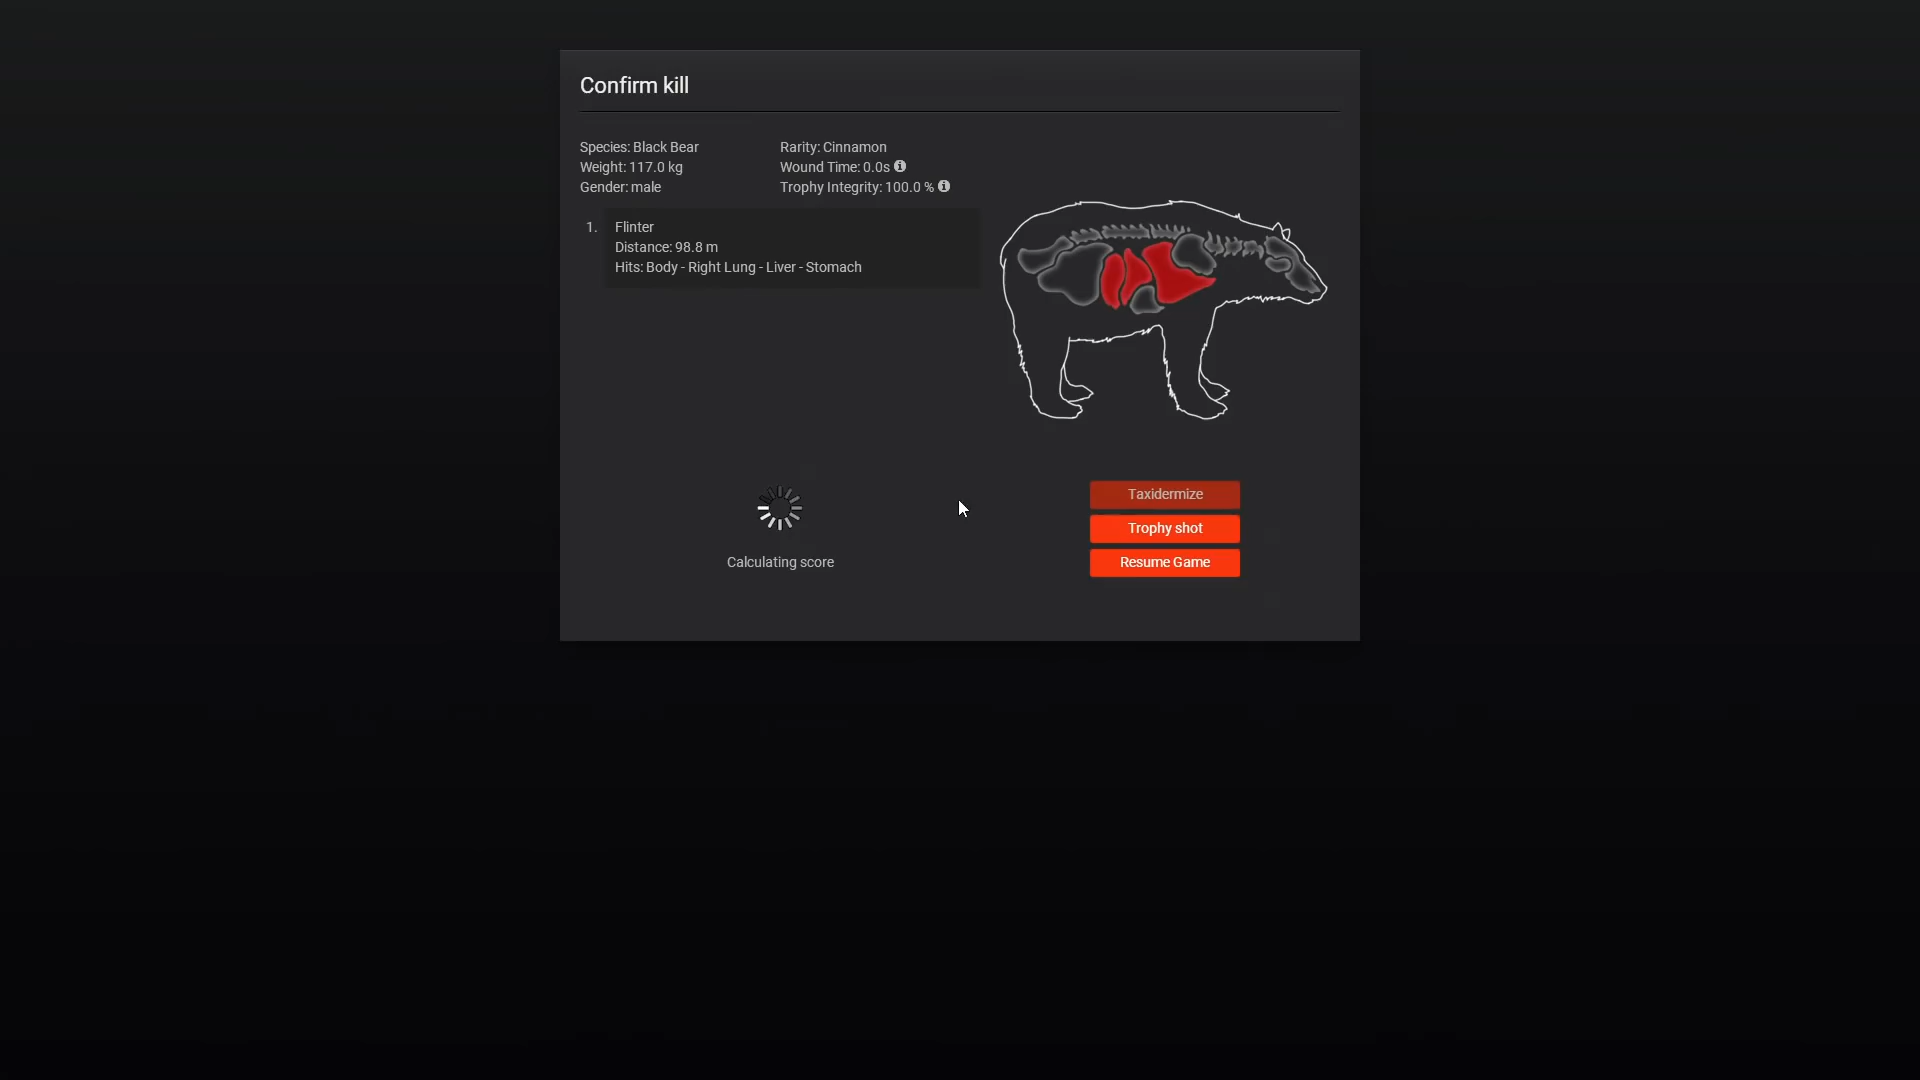 Confirm kill
Species: Black Bear
Rarity: Cinnamon
Weight: 117.0 kg
Wound Time: 0.0s
Gender: male
Trophy Integrity: 100.0 %
1. Flinter
Distance: 98.8 m
Hits: Body - Right Lung - Liver - Stomach
Taxidermize
Trophy shot
Resume Game
Calculating score